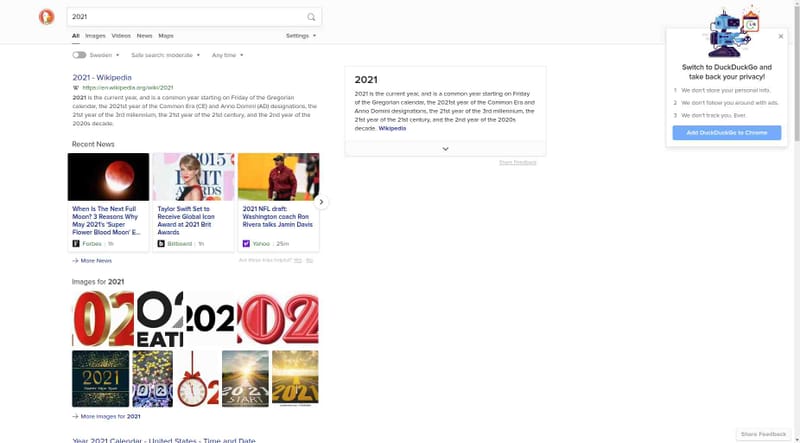 2021
All Images Videos News Maps Settings
Sweden Safe search: moderate Any time
2021 - Wikipedia
https://en.wikipedia.org/wiki/2021
2021 is the current year, and is a common year starting on Friday of the Gregorian
calendar, the 2021st year of the Common Era (CE) and Anno Domini (AD) designations, the
21st year of the 3rd millennium, the 21st year of the 21st century, and the 2nd year of the
2020s decade.
2021
2021 is the current year, and is a common year starting on Friday
of the Gregorian calendar, the 2021st year of the Common Era and
Anno Domini designations, the 21st year of the 3rd millennium, the
21st year of the 21st century, and the 2nd year of the 2020s
decade. Wikipedia
Share Feedback
Switch to DuckDuckGo and
take back your privacy!
1 We don't store your personal info.
2 We don't follow you around with ads.
3 We don't track you. Ever.
Add DuckDuckGo to Chrome
Recent News
2015
BRIT
AWARDS
When Is The Next Full
Moon? 3 Reasons Why
May 2021's 'Super
Flower Blood Moon' E...
Forbes 1h
Taylor Swift Set to
Receive Global Icon
Award at 2021 Brit
Awards
Billboard 1h
2021 NFL draft:
Washington coach Ron
Rivera talks Jamin Davis
Yahoo 25m
More News
Are these links helpful? Yes No
Images for 2021
202
EAT
202
202
2021
2021
START
2021
More Images for 2021
Year 2021 Calendar - United States - Time and Date
Share Feedback